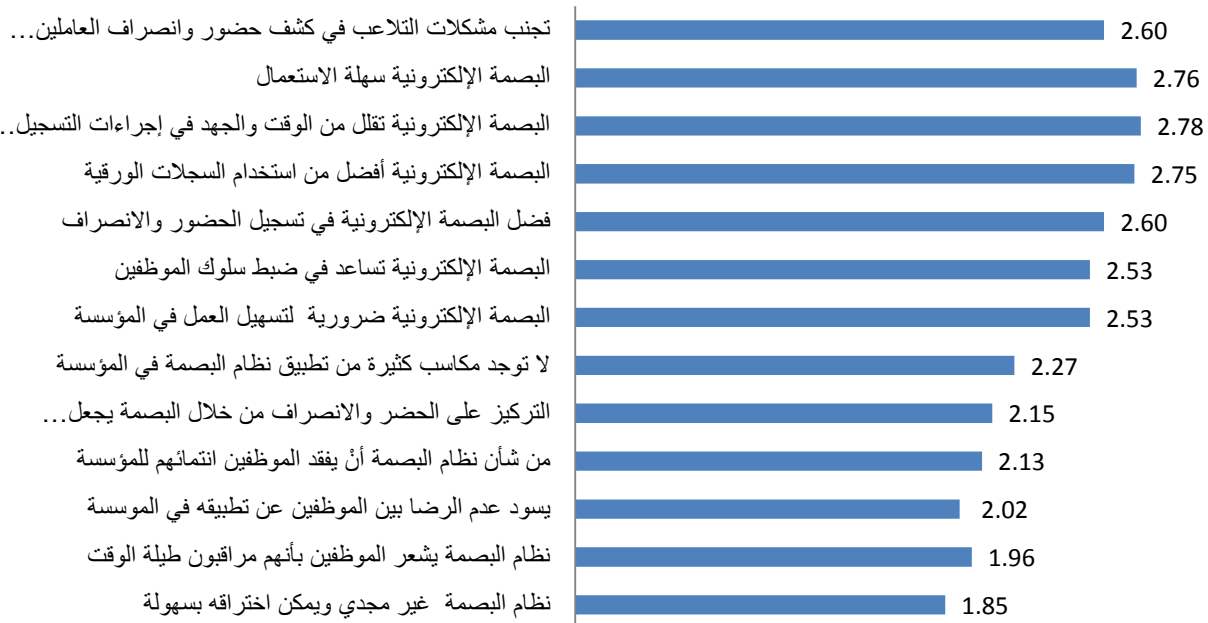 تجنب مشكلات التلاعب في كشف حضور وانصراف العاملين... 2.60
البصمة الإلكترونية سهلة الاستعمال 2.76
البصمة الإلكترونية تقلل من الوقت والجهد في إجراءات التسجيل.. 2.78
البصمة الإلكترونية أفضل من استخدام السجلات الورقية 2.75
فضل البصمة الإلكترونية في تسجيل الحضور والانصراف 2.60
البصمة الإلكترونية تساعد في ضبط سلوك الموظفين 2.53
البصمة الإلكترونية ضرورية لتسهيل العمل في المؤسسة 2.53
لا توجد مكاسب كثيرة من تطبيق نظام البصمة في المؤسسة 2.27
التركيز على الحضر والانصراف من خلال البصمة يجعل... 2.15
من شأن نظام البصمة أنْ يفقد الموظفين انتمائهم للمؤسسة 2.13
يسود عدم الرضا بين الموظفين عن تطبيقه في الموسسة 2.02
نظام البصمة يشعر الموظفين بأنهم مراقبون طيلة الوقت 1.96
نظام البصمة غير مجدي ويمكن اختراقه بسهولة 1.85